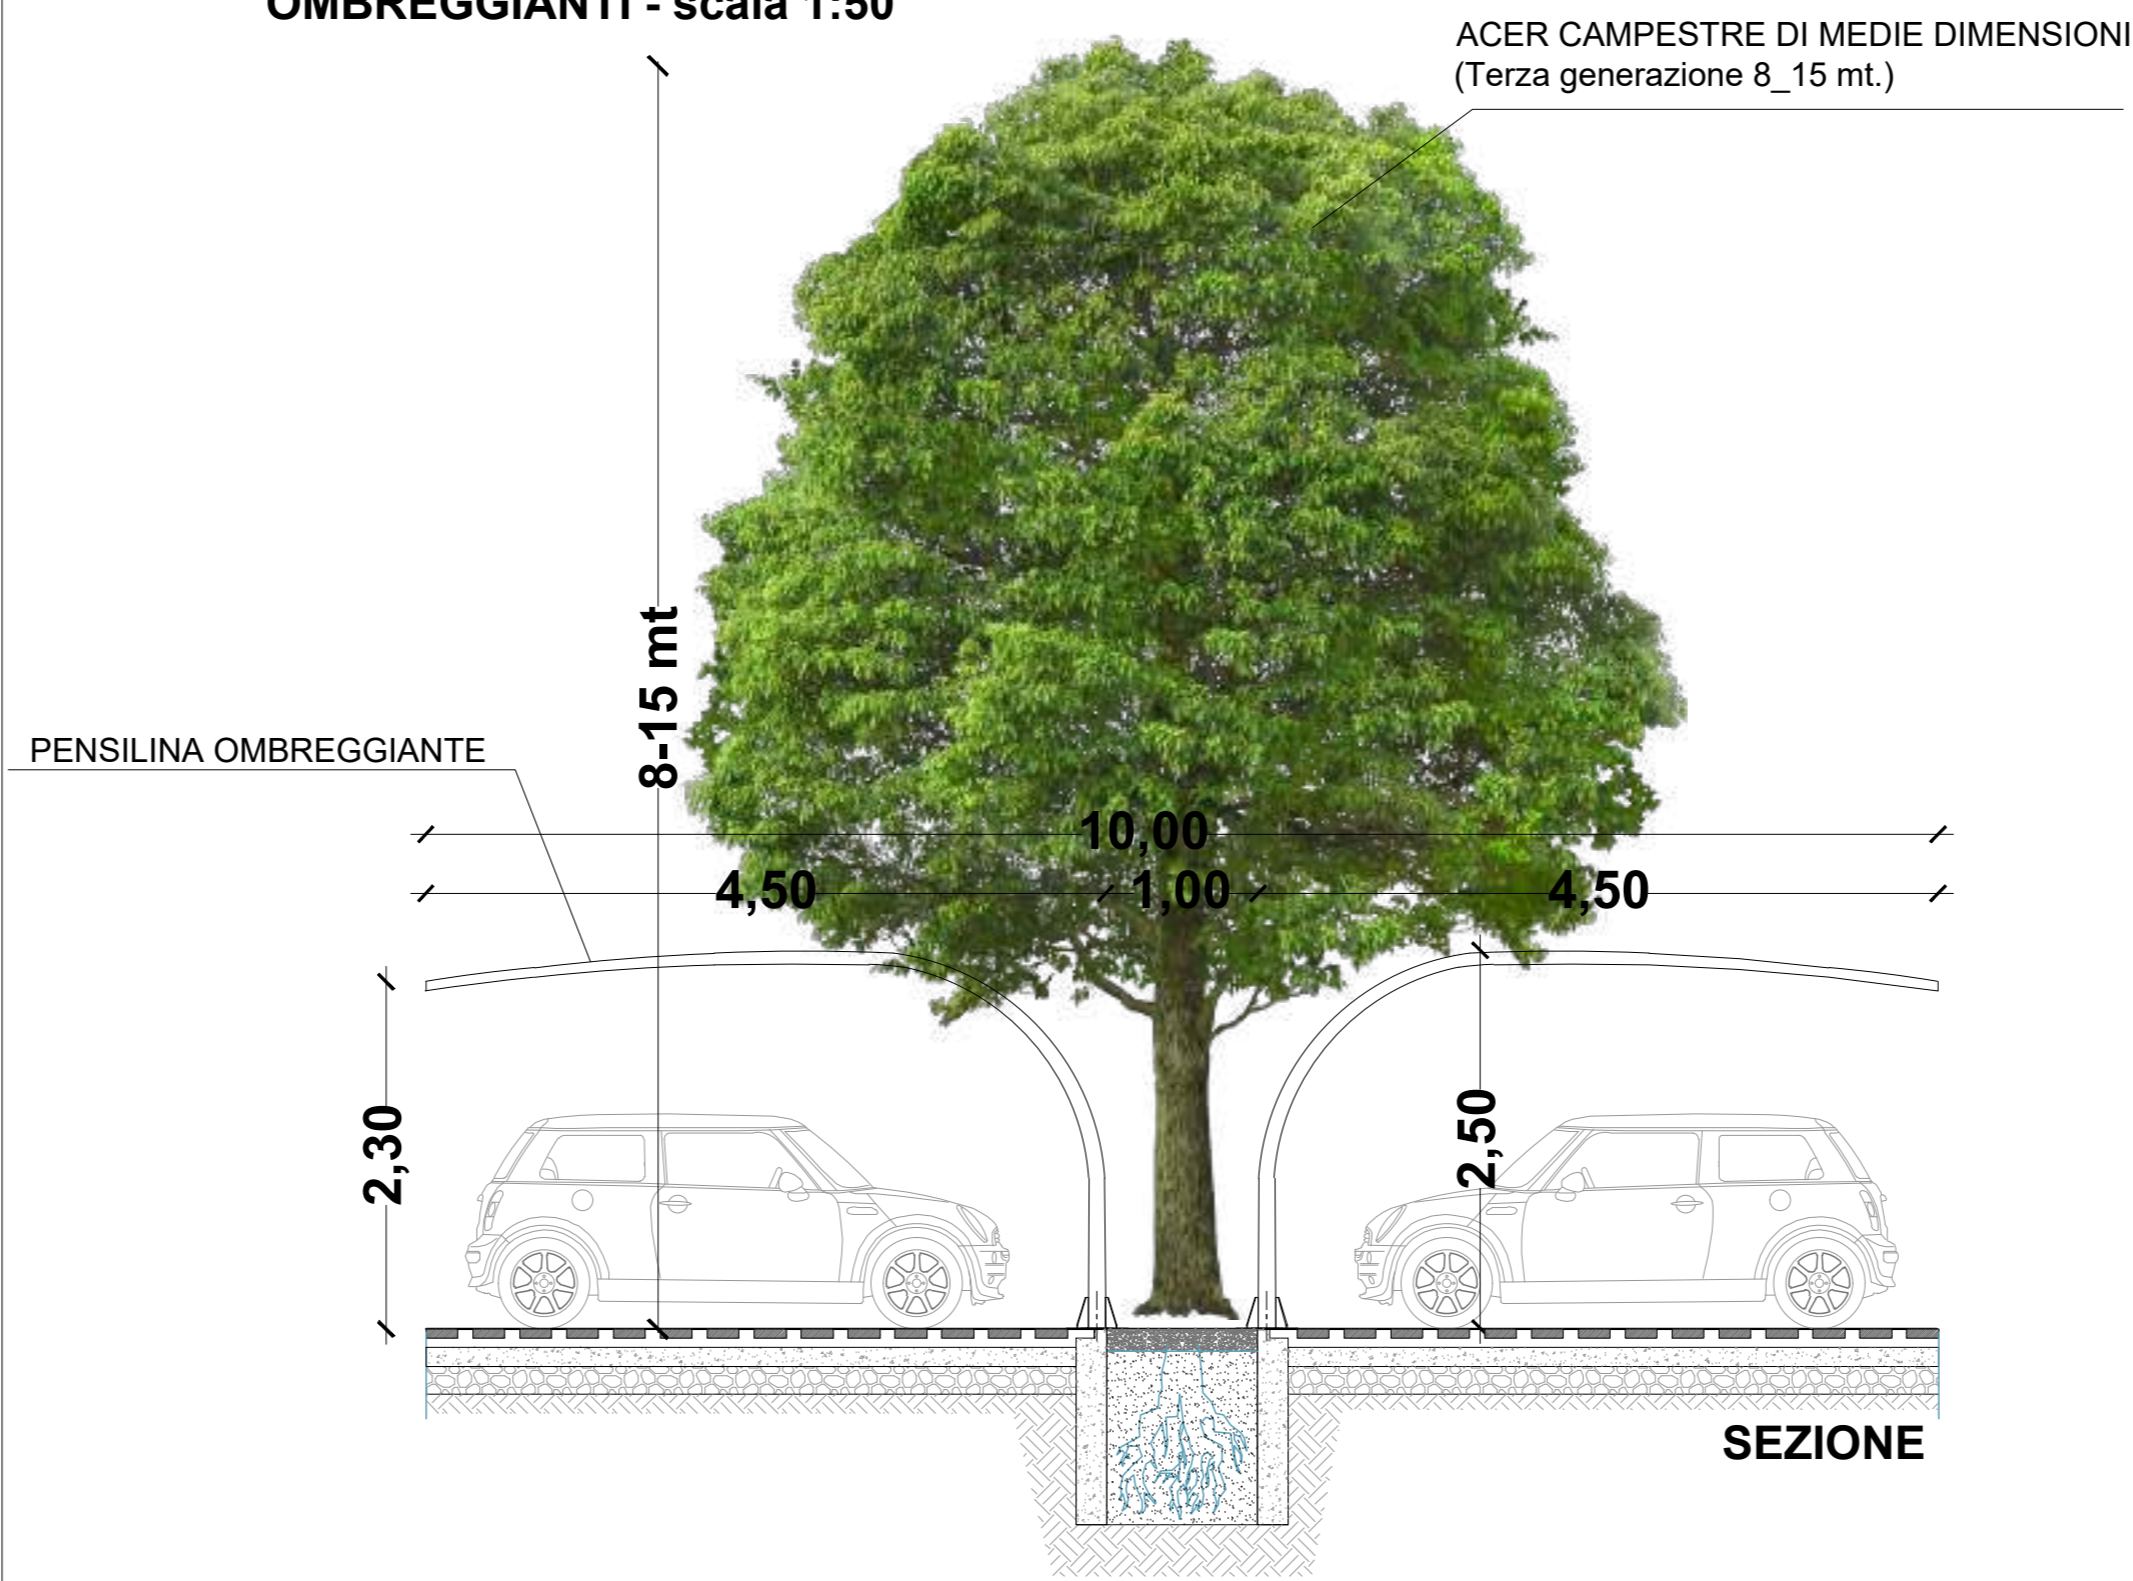 OMBREGGIANTI - scala 1:50
ACER CAMPESTRE DI MEDIE DIMENSIONI
(Terza generazione 8_15 mt.)
8-15 mt
PENSILINA OMBREGGIANTE
10,00
4,50
1,00
4,50
2,30
2,50
SEZIONE